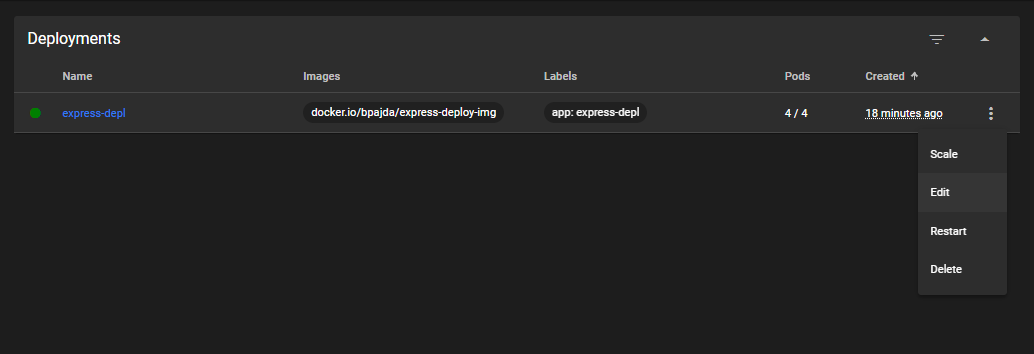 Deployments
Name Images Labels Pods Created
express-depl docker.io/bpajda/express-deploy-img app: express-depl 4 / 4 18 minutes ago
Scale
Edit
Restart
Delete